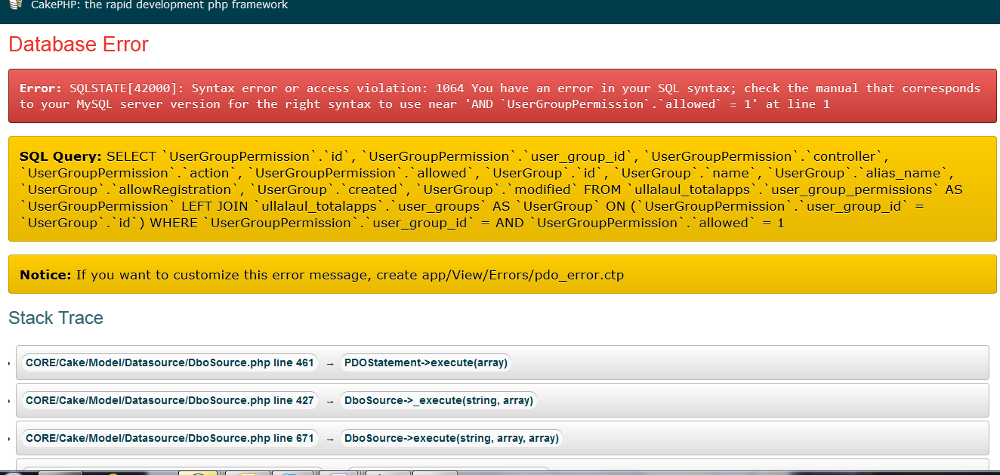 CakePHP: the rapid development php framework
Database Error
Error: SQLSTATE[42000]: Syntax error or access violation: 1064 You have an error in your SQL syntax; check the manual that corresponds
to your MySQL server version for the right syntax to use near 'AND `UserGroupPermission`.`allowed` = 1' at line 1
SQL Query: SELECT `UserGroupPermission`.`id`, `UserGroupPermission`.`user_group_id`, `UserGroupPermission`.`controller`,
`UserGroupPermission`.`action`, `UserGroupPermission`.`allowed`, `UserGroup`.`id`, `UserGroup`.`name`, `UserGroup`.`alias_name`,
`UserGroup`.`allowRegistration`, `UserGroup`.`created`, `UserGroup`.`modified` FROM `ullalaul_totalapps`.`user_group_permissions` AS
`UserGroupPermission` LEFT JOIN `ullalaul_totalapps`.`user_groups` AS `UserGroup` ON (`UserGroupPermission`.`user_group_id` =
`UserGroup`.`id`) WHERE `UserGroupPermission`.`user_group_id` = AND `UserGroupPermission`.`allowed` = 1
Notice: If you want to customize this error message, create app/View/Errors/pdo_error.ctp
Stack Trace
CORE/Cake/Model/Datasource/DboSource.php line 461 → PDOStatement->execute(array)
CORE/Cake/Model/Datasource/DboSource.php line 427 → DboSource->_execute(string, array)
CORE/Cake/Model/Datasource/DboSource.php line 671 → DboSource->execute(string, array, array)